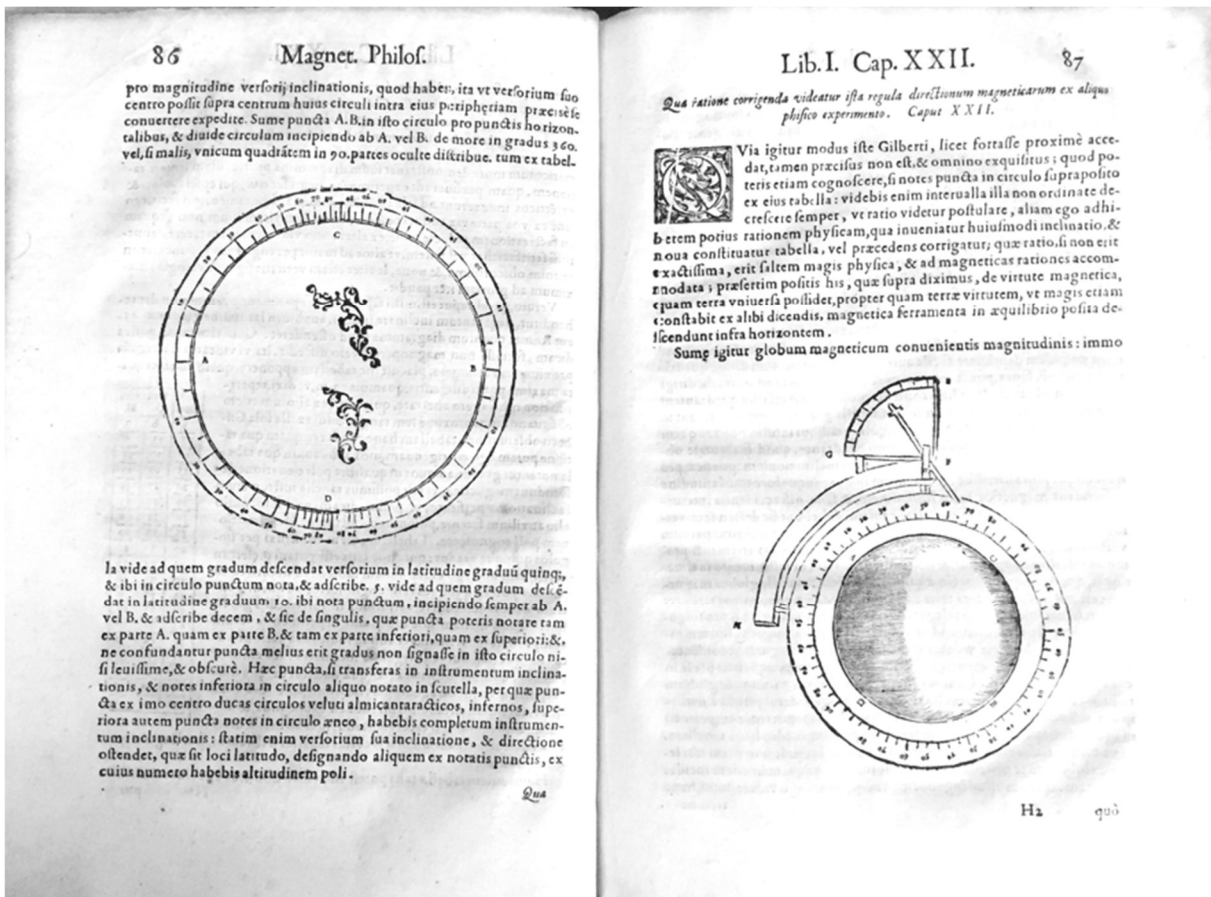 86
Magnet. Philoſ.
pro magnitudine verſorij inclinationis, quod habes, ita vt verſorium ſuo
centro poſſit ſupra centrum huius circuli intra eius peripheriam præcisè ſe
conuertere expedite. Sume puncta A. B. in iſto circulo pro punctis horizon-
talibus, & diuide circulum incipiendo ab A. vel B. de more in gradus 360.
vel, ſi malis, vnicum quadrātem in 90. partes oculte diſtribue. tum ex tabel-
C
A
B
D
la vide ad quem gradum deſcendat verſorium in latitudine graduū quinq;,
& ibi in circulo punctum nota, & adſcribe. 5. vide ad quem gradum deſcē-
dat in latitudine graduum 10. ibi nota punctum, incipiendo ſemper ab A.
vel B. & adſcribe decem, & ſic de ſingulis, quæ puncta poteris notare tam
ex parte A. quam ex parte B. & tam ex parte inferiori, quam ex ſuperiori: &,
ne confundantur puncta melius erit gradus non ſignaſſe in iſto circulo ni-
ſi leuiſſime, & obſcurè. Hæc puncta, ſi transferas in inſtrumentum inclina-
tionis, & notes inferiora in circulo aliquo notato in ſcutella, per quæ pun-
cta ex imo centro ducas circulos veluti almicantaracticos, infernos, ſupe-
riora autem puncta notes in circulo æneo, habebis completum inſtrumen-
tum inclinationis: ſtatim enim verſorium ſua inclinatione, & directione
oſtendet, quæ ſit loci latitudo, deſignando aliquem ex notatis punctis, ex
cuius numero habebis altitudinem poli.
Qua
Lib. I. Cap. XXII.
87
Qua ratione corrigenda videatur iſta regula directionum magneticarum ex aliquo
phiſico experimento. Caput XXII.
QVia igitur modus iſte Gilberti, licet fortaſſe proximè acce-
dat, tamen præciſus non eſt, & omnino exquiſitus; quod po-
teris etiam cognoſcere, ſi notes puncta in circulo ſuprapoſito
ex eius tabella: videbis enim interualla illa non ordinate de-
creſcere ſemper, vt ratio videtur poſtulare, aliam ego adhi-
berem potius rationem phyſicam, qua inueniatur huiuſmodi inclinatio, &
noua conſtituatur tabella, vel præcedens corrigatur; quæ ratio, ſi non erit
exactiſſima, erit ſaltem magis phyſica, & ad magneticas rationes accom-
modata; præſertim poſitis his, quæ ſupra diximus, de virtute magnetica,
quam terra vniuerſa poſſidet, propter quam terræ virtutem, vt magis etiam
conſtabit ex alibi dicendis, magnetica ferramenta in æquilibrio poſita de-
ſcendunt infra horizontem.
Sume igitur globum magneticum conuenientis magnitudinis: immo
G
F
H2
quò